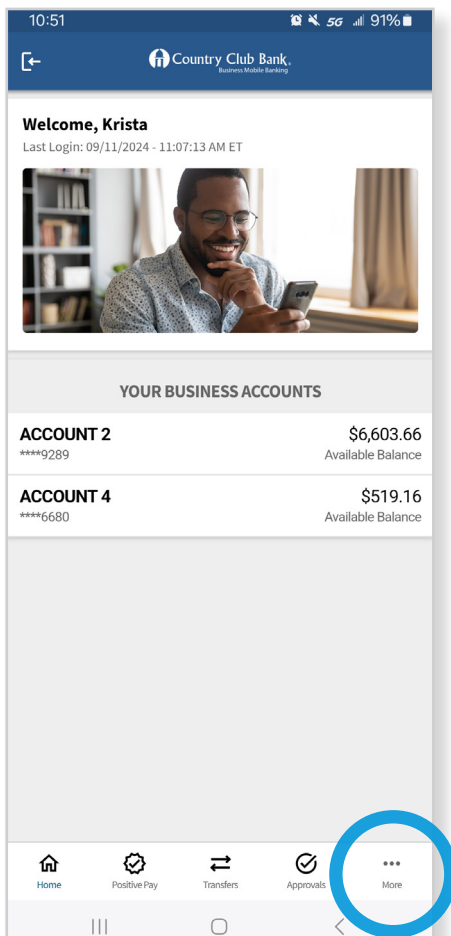 10:51 5G 91%
Country Club Bank.
Business Mobile Banking
Welcome, Krista
Last Login: 09/11/2024 - 11:07:13 AM ET
YOUR BUSINESS ACCOUNTS
ACCOUNT 2 $6,603.66
****9289 Available Balance
ACCOUNT 4 $519.16
****6680 Available Balance
Home Positive Pay Transfers Approvals More